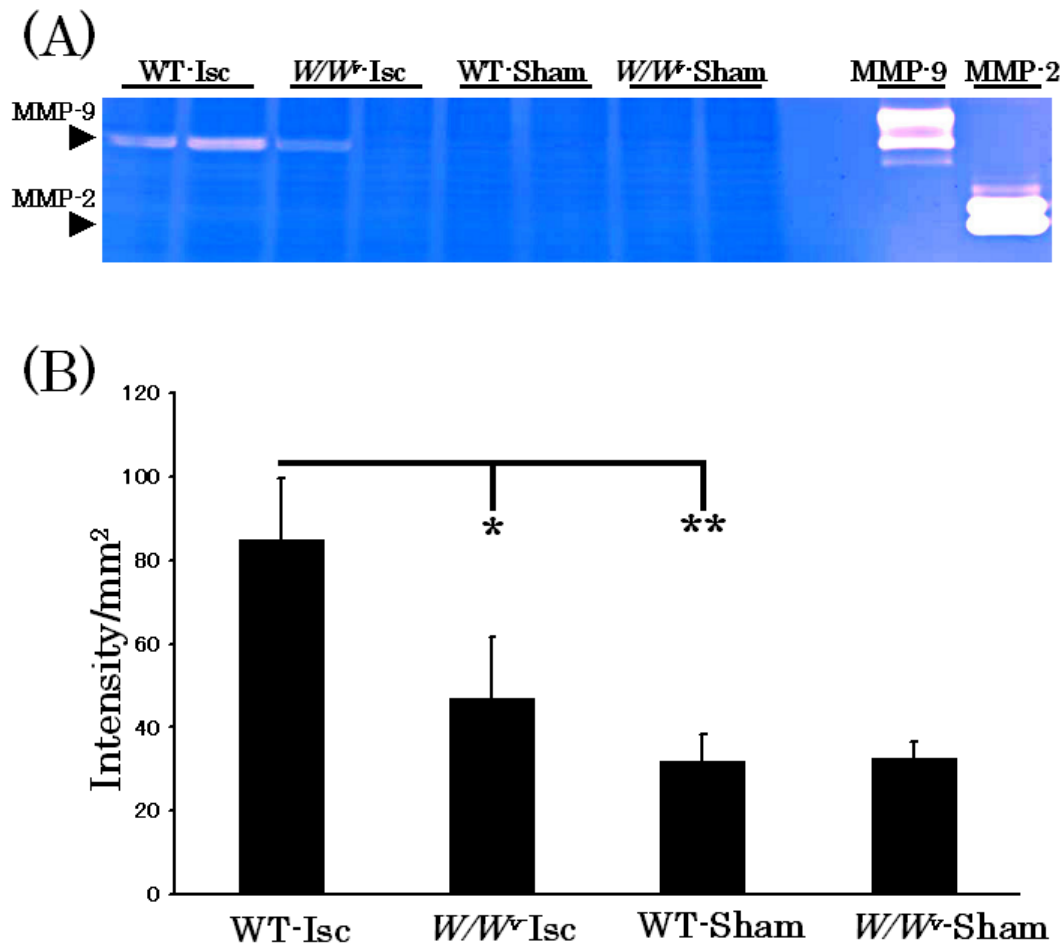 (A)
WT-Isc W/Wᵛ-Isc WT-Sham W/Wᵛ-Sham MMP-9 MMP-2
MMP-9
MMP-2
(B)
120
100
80
60
40
20
0
Intensity/mm²
*
**
WT-Isc W/Wᵛ-Isc WT-Sham W/Wᵛ-Sham